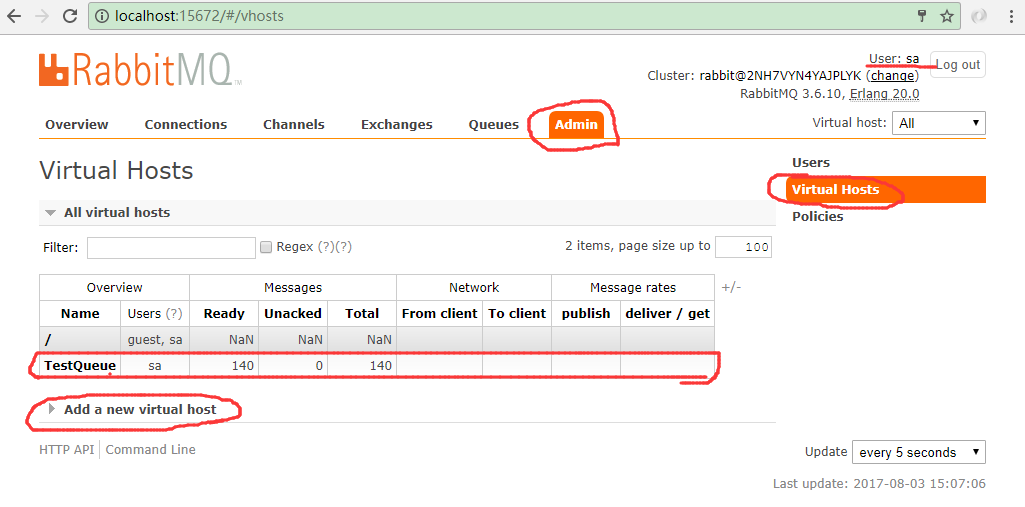 localhost:15672/#/vhosts
RabbitMQ™
User: sa
Log out
Cluster: rabbit@2NH7VYN4YAJPLYK (change)
RabbitMQ 3.6.10, Erlang 20.0
Overview Connections Channels Exchanges Queues Admin
Virtual host: All
Virtual Hosts
Users
Virtual Hosts
Policies
All virtual hosts
Filter: Regex (?)(?) 2 items, page size up to 100
Overview Messages Network Message rates +/-
Name Users (?) Ready Unacked Total From client To client publish deliver / get
/ guest, sa NaN NaN NaN
TestQueue sa 140 0 140
Add a new virtual host
HTTP API Command Line
Update every 5 seconds
Last update: 2017-08-03 15:07:06